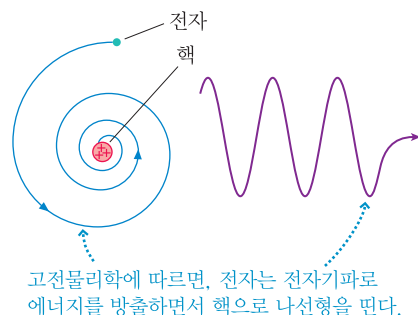 전자
핵
고전물리학에 따르면, 전자는 전자기파로
에너지를 방출하면서 핵으로 나선형을 띤다.